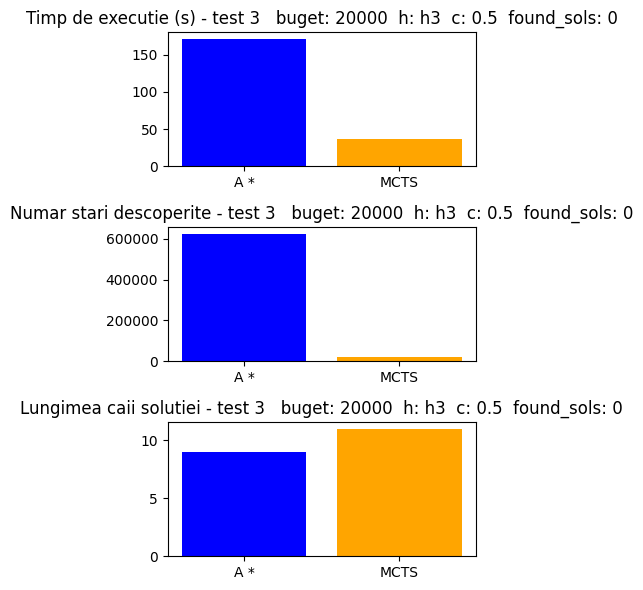 Timp de executie (s) - test 3   buget: 20000  h: h3  c: 0.5  found_sols: 0
150
100
50
0
A *
MCTS
Numar stari descoperite - test 3   buget: 20000  h: h3  c: 0.5  found_sols: 0
600000
400000
200000
0
A *
MCTS
Lungimea caii solutiei - test 3   buget: 20000  h: h3  c: 0.5  found_sols: 0
10
5
0
A *
MCTS